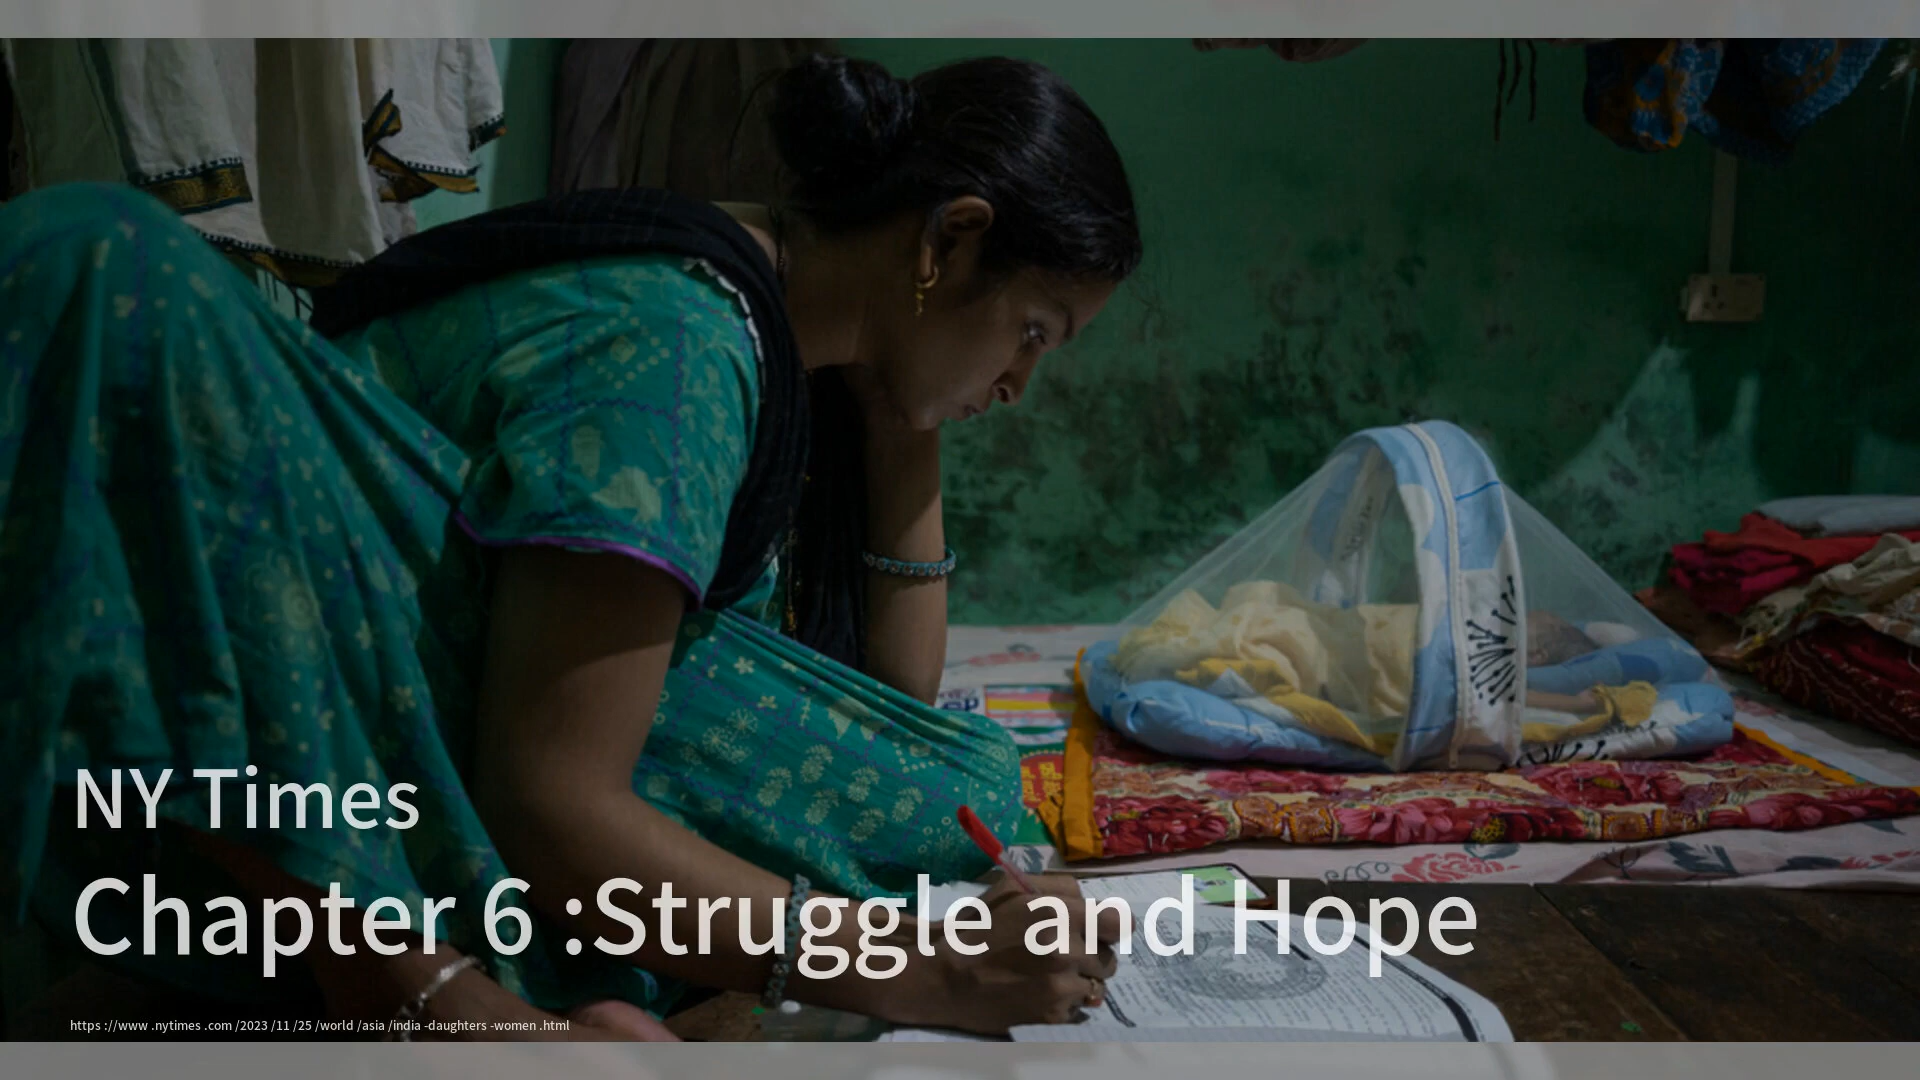 NY Times
Chapter 6 :Struggle and Hope
https ://www .nytimes .com /2023 /11 /25 /world /asia /india -daughters -women .html